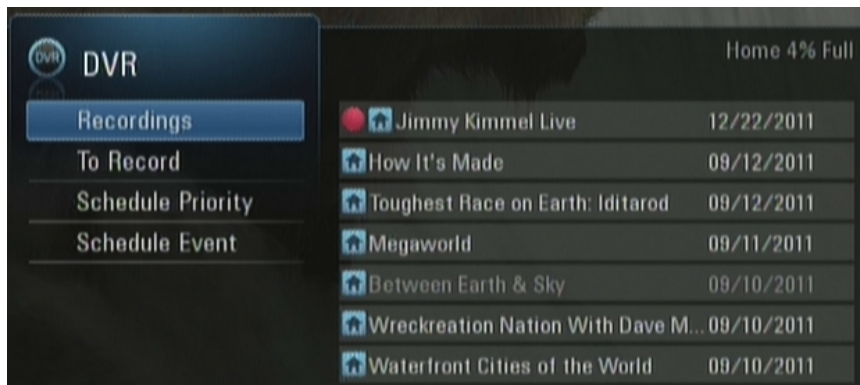 DVR
DVR
Home 4% Full
Recordings
To Record
Schedule Priority
Schedule Event
Jimmy Kimmel Live 12/22/2011
How It's Made 09/12/2011
Toughest Race on Earth: Iditarod 09/12/2011
Megaworld 09/11/2011
Between Earth & Sky 09/10/2011
Wreckreation Nation With Dave M... 09/10/2011
Waterfront Cities of the World 09/10/2011